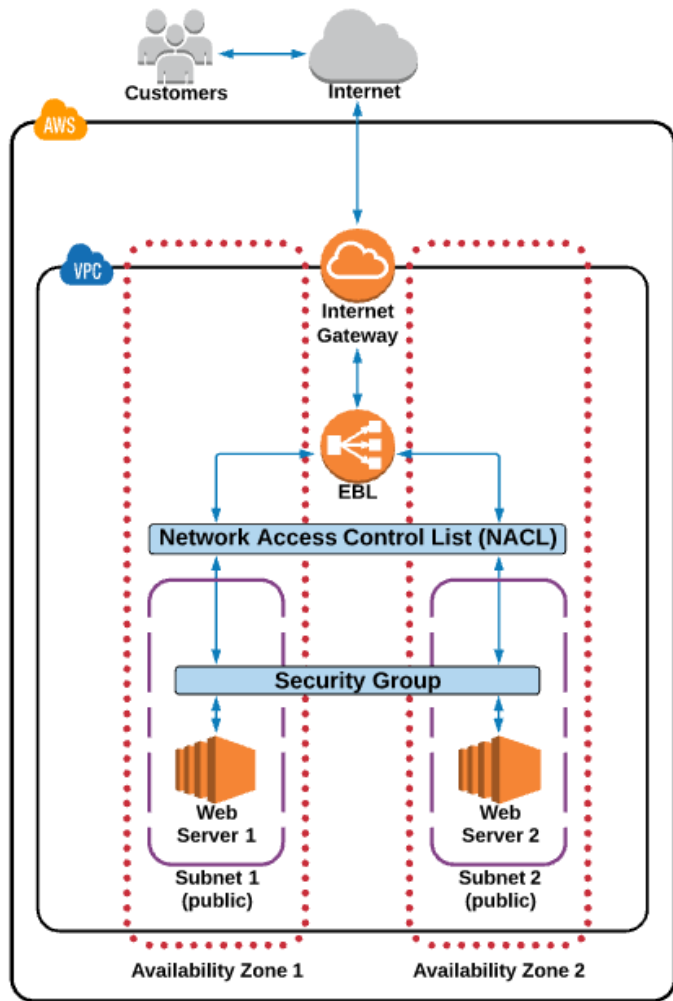 Customers
Internet
AWS
VPC
Internet
Gateway
EBL
Network Access Control List (NACL)
Security Group
Web
Server 1
Web
Server 2
Subnet 1
(public)
Subnet 2
(public)
Availability Zone 1
Availability Zone 2